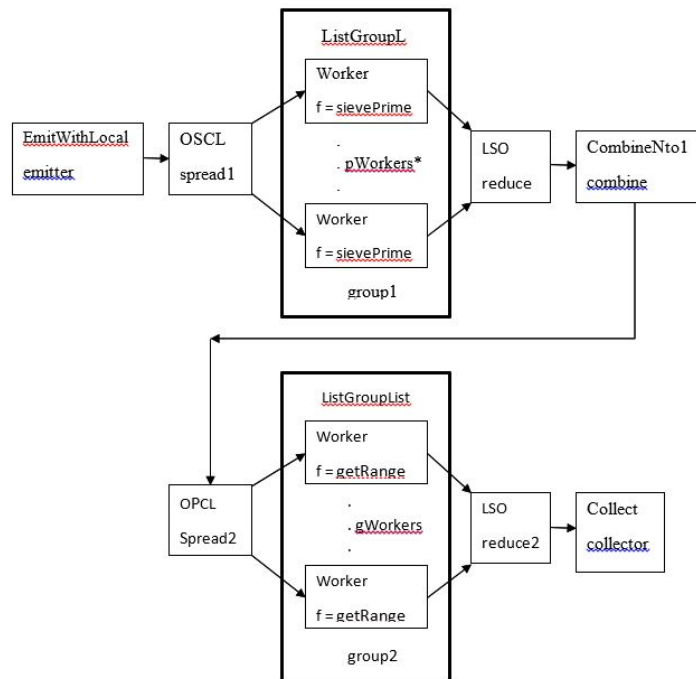 ListGroupL
Worker
f = sievePrime
EmitWithLocal
emitter
OSCL
spread1
.
. pWorkers*
.
LSO
reduce
CombineNto1
combine
Worker
f = sievePrime
group1
ListGroupList
Worker
f = getRange
OPCL
Spread2
.
. gWorkers
.
LSO
reduce2
Collect
collector
Worker
f = getRange
group2